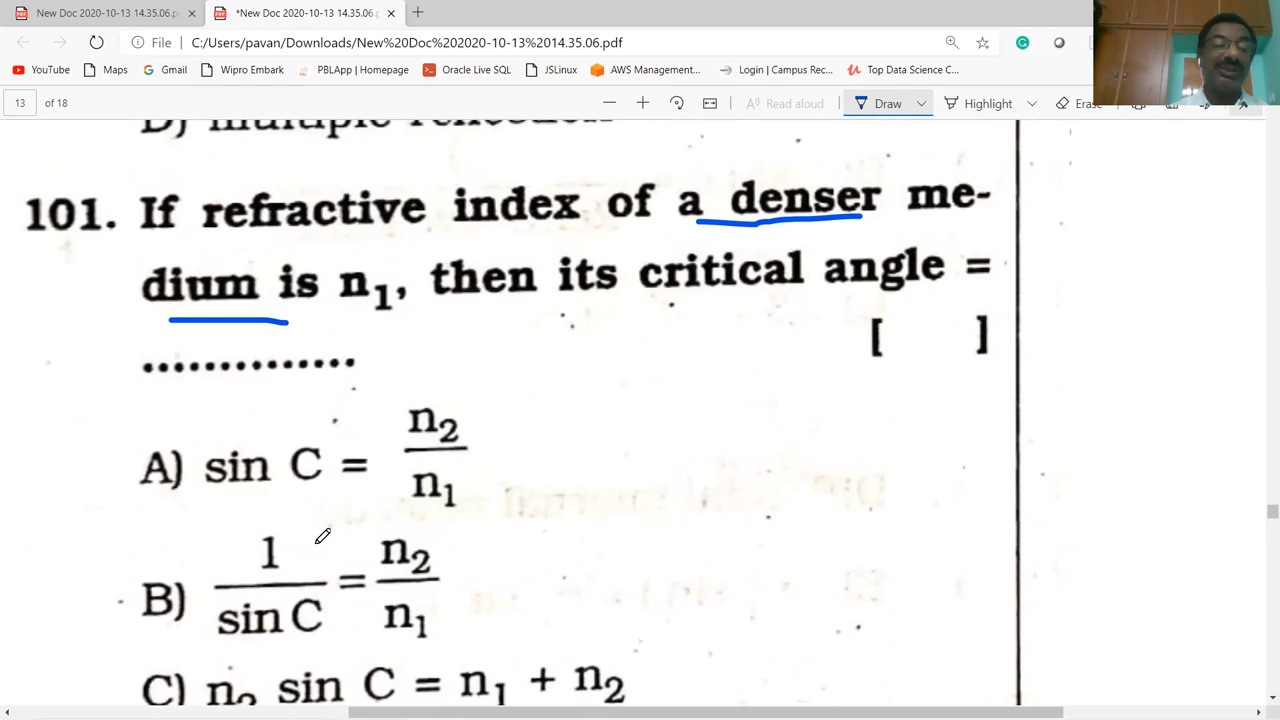 New Doc 2020-10-13 14.35.06.p
*New Doc 2020-10-13 14.35.06.
File
C:/Users/pavan/Downloads/New%20Doc%202020-10-13%2014.35.06.pdf
YouTube
Maps
Gmail
Wipro Embark
PBLApp | Homepage
Oracle Live SQL
JSLinux
AWS Management...
Login | Campus Rec...
Top Data Science C...
13 of 18
Read aloud
Draw
Highlight
Erase
D) multiple reflection.
101. If refractive index of a denser me-
dium is n₁, then its critical angle =
............... [ ]
A) sin C = n₂/n₁
B) 1/sin C = n₂/n₁
C) n₂ sin C = n₁ + n₂